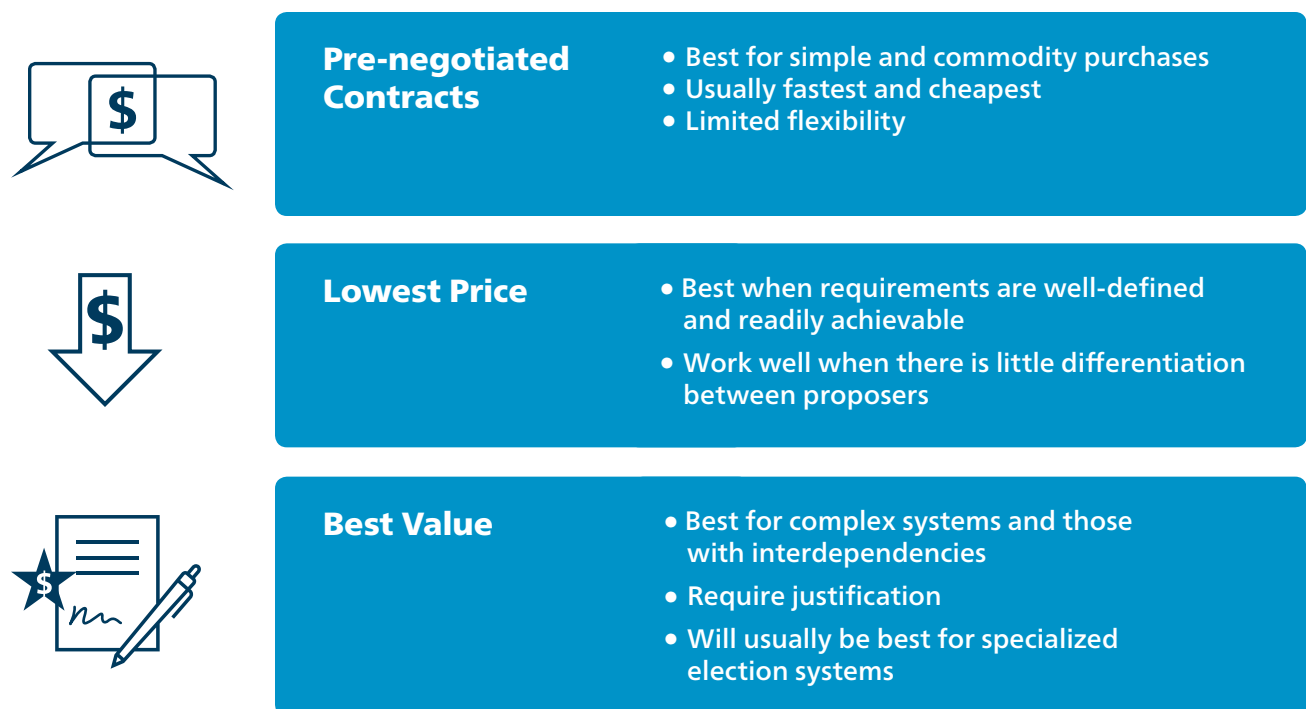 $
Pre-negotiated
Contracts
• Best for simple and commodity purchases
• Usually fastest and cheapest
• Limited flexibility
$
Lowest Price
• Best when requirements are well-defined
and readily achievable
• Work well when there is little differentiation
between proposers
$
Best Value
• Best for complex systems and those
with interdependencies
• Require justification
• Will usually be best for specialized
election systems